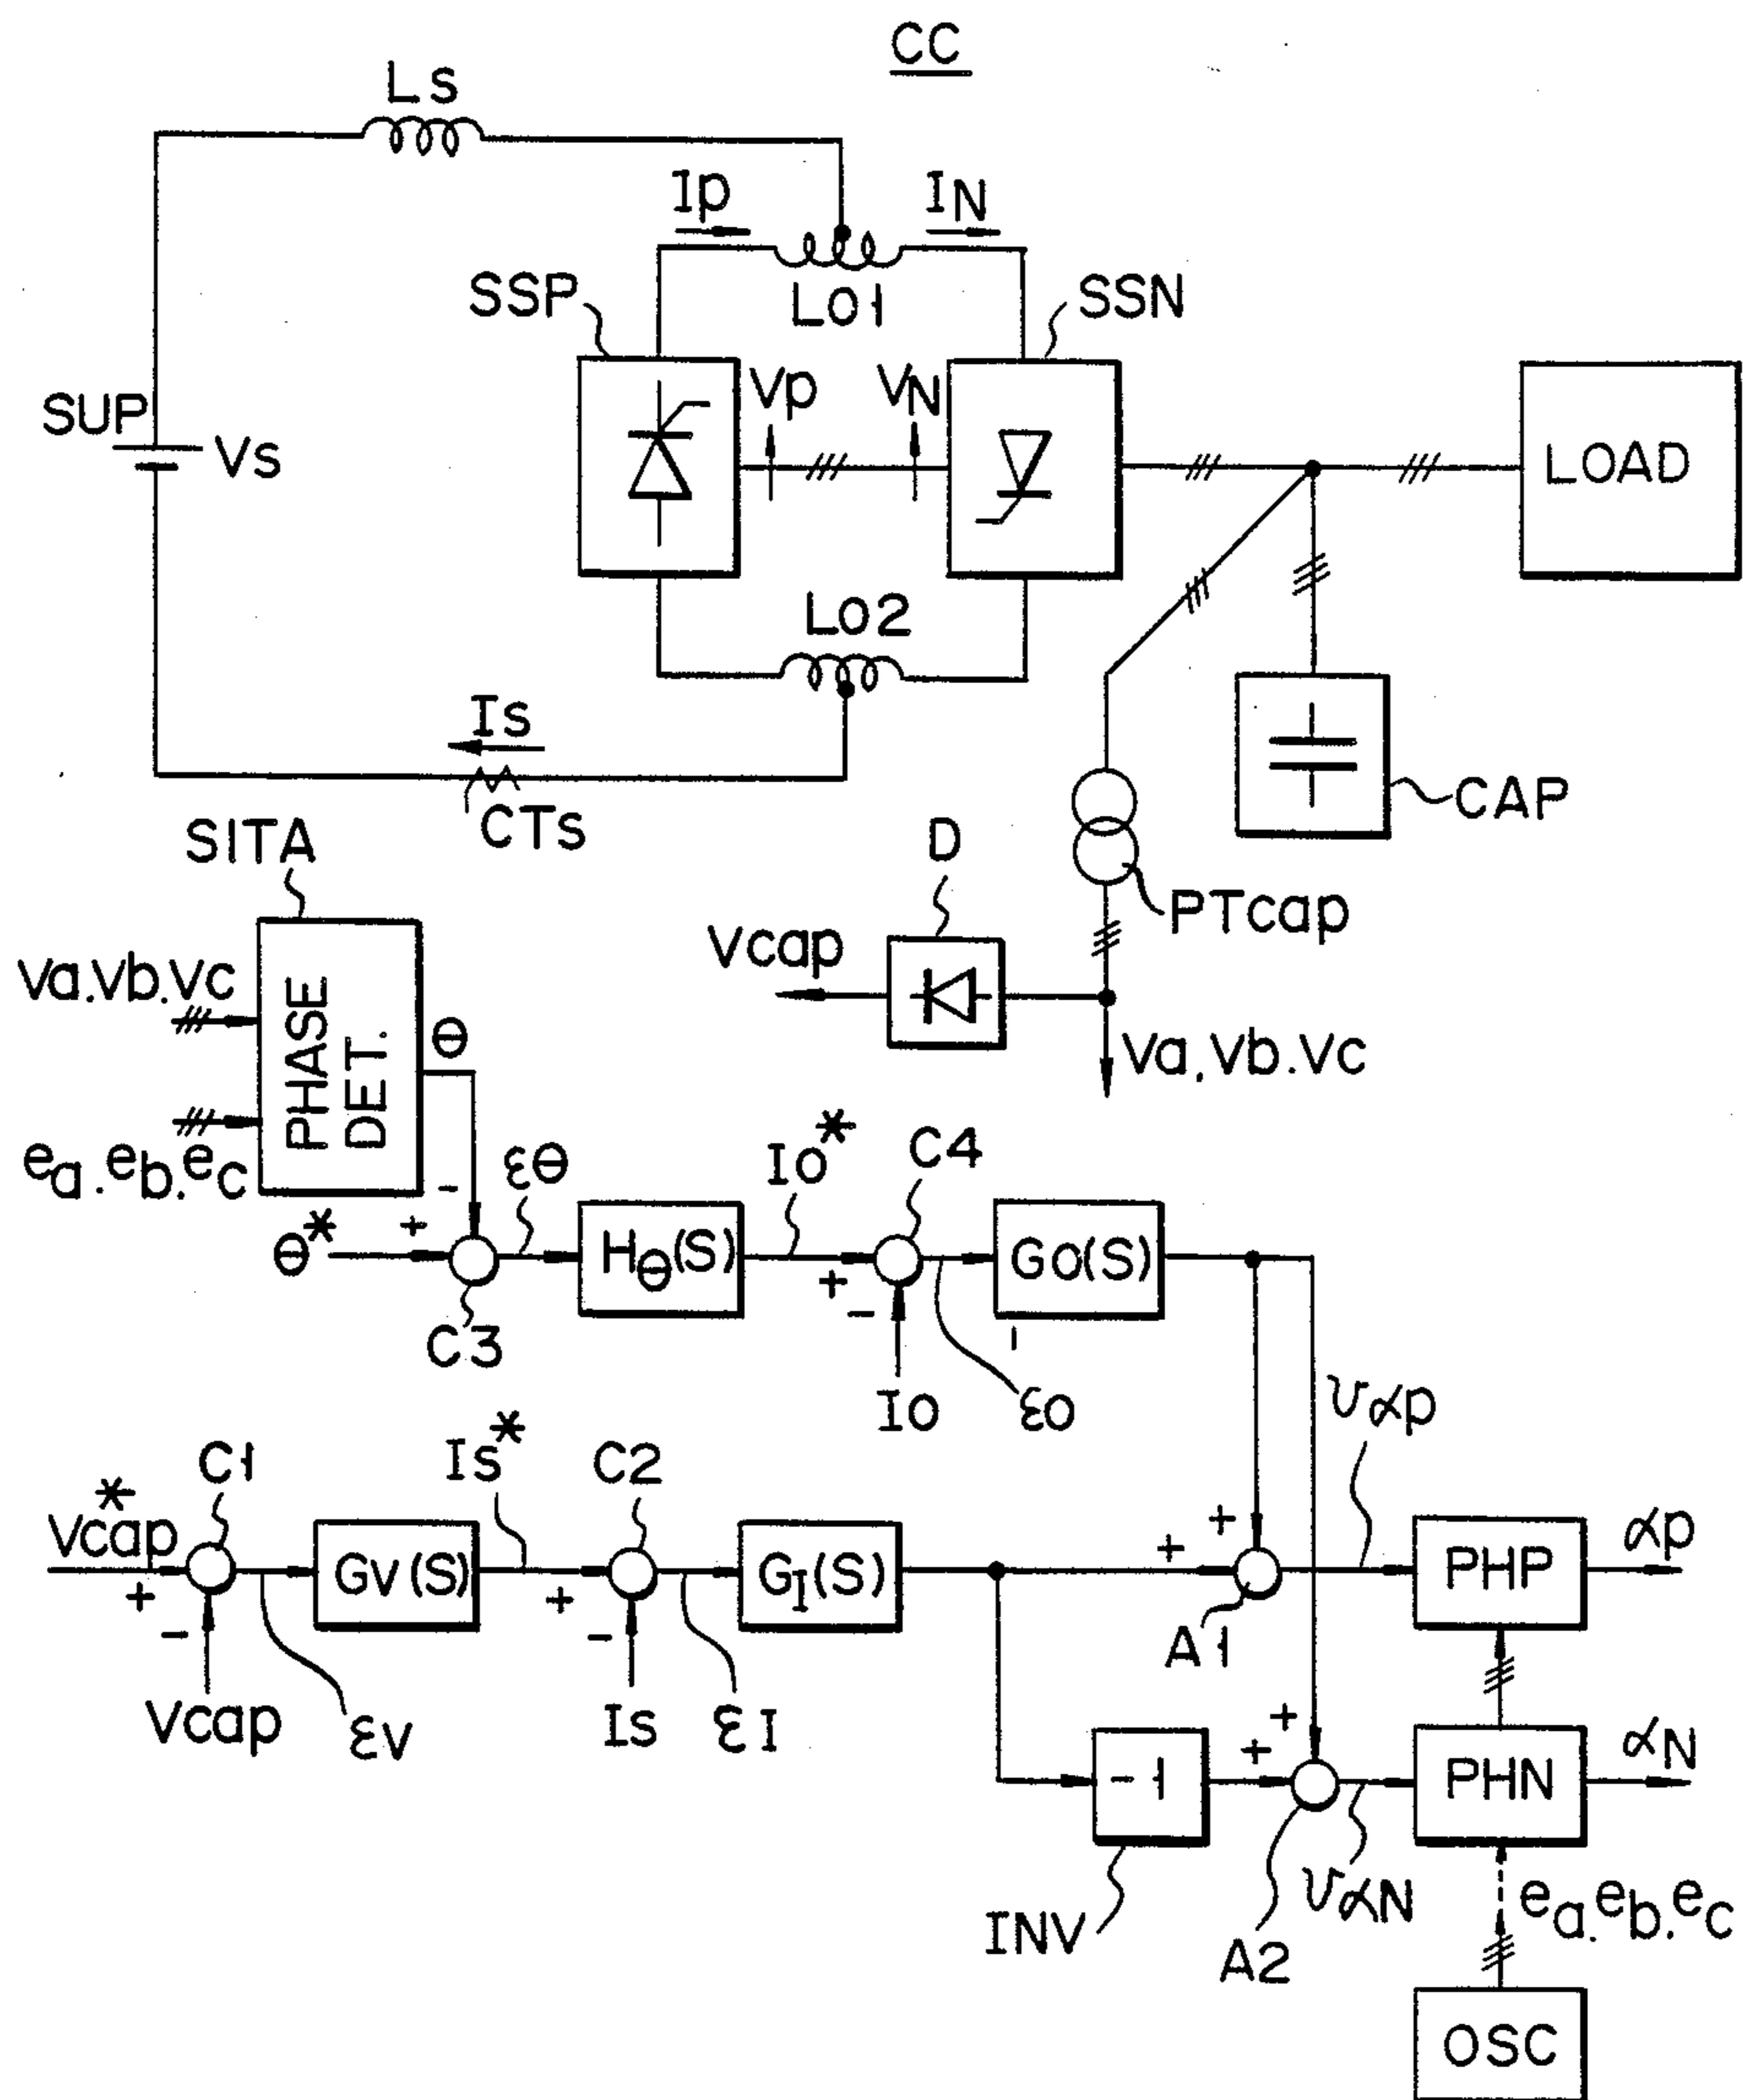 CC
Ls
Ip
IN
SSP
Lo1
SSN
Vp
VN
SUP
Vs
LOAD
Lo2
Is
CTs
CAP
SITA
D
PTcap
Vcap
Va.Vb.Vc
PHASE
DET.
θ
Va.Vb.Vc
ea.eb.ec
-
εθ
Io*
C4
θ*
+
Hθ(S)
+
-
Go(S)
-
C3
Io
εo
vαp
C1
Is*
C2
Vcap*
+
-
Gv(S)
+
-
GI(S)
+
+
PHP
αp
A1
Vcap
εv
Is
εI
+
+
αN
-1
PHN
INV
A2
vαN
ea.eb.ec
OSC